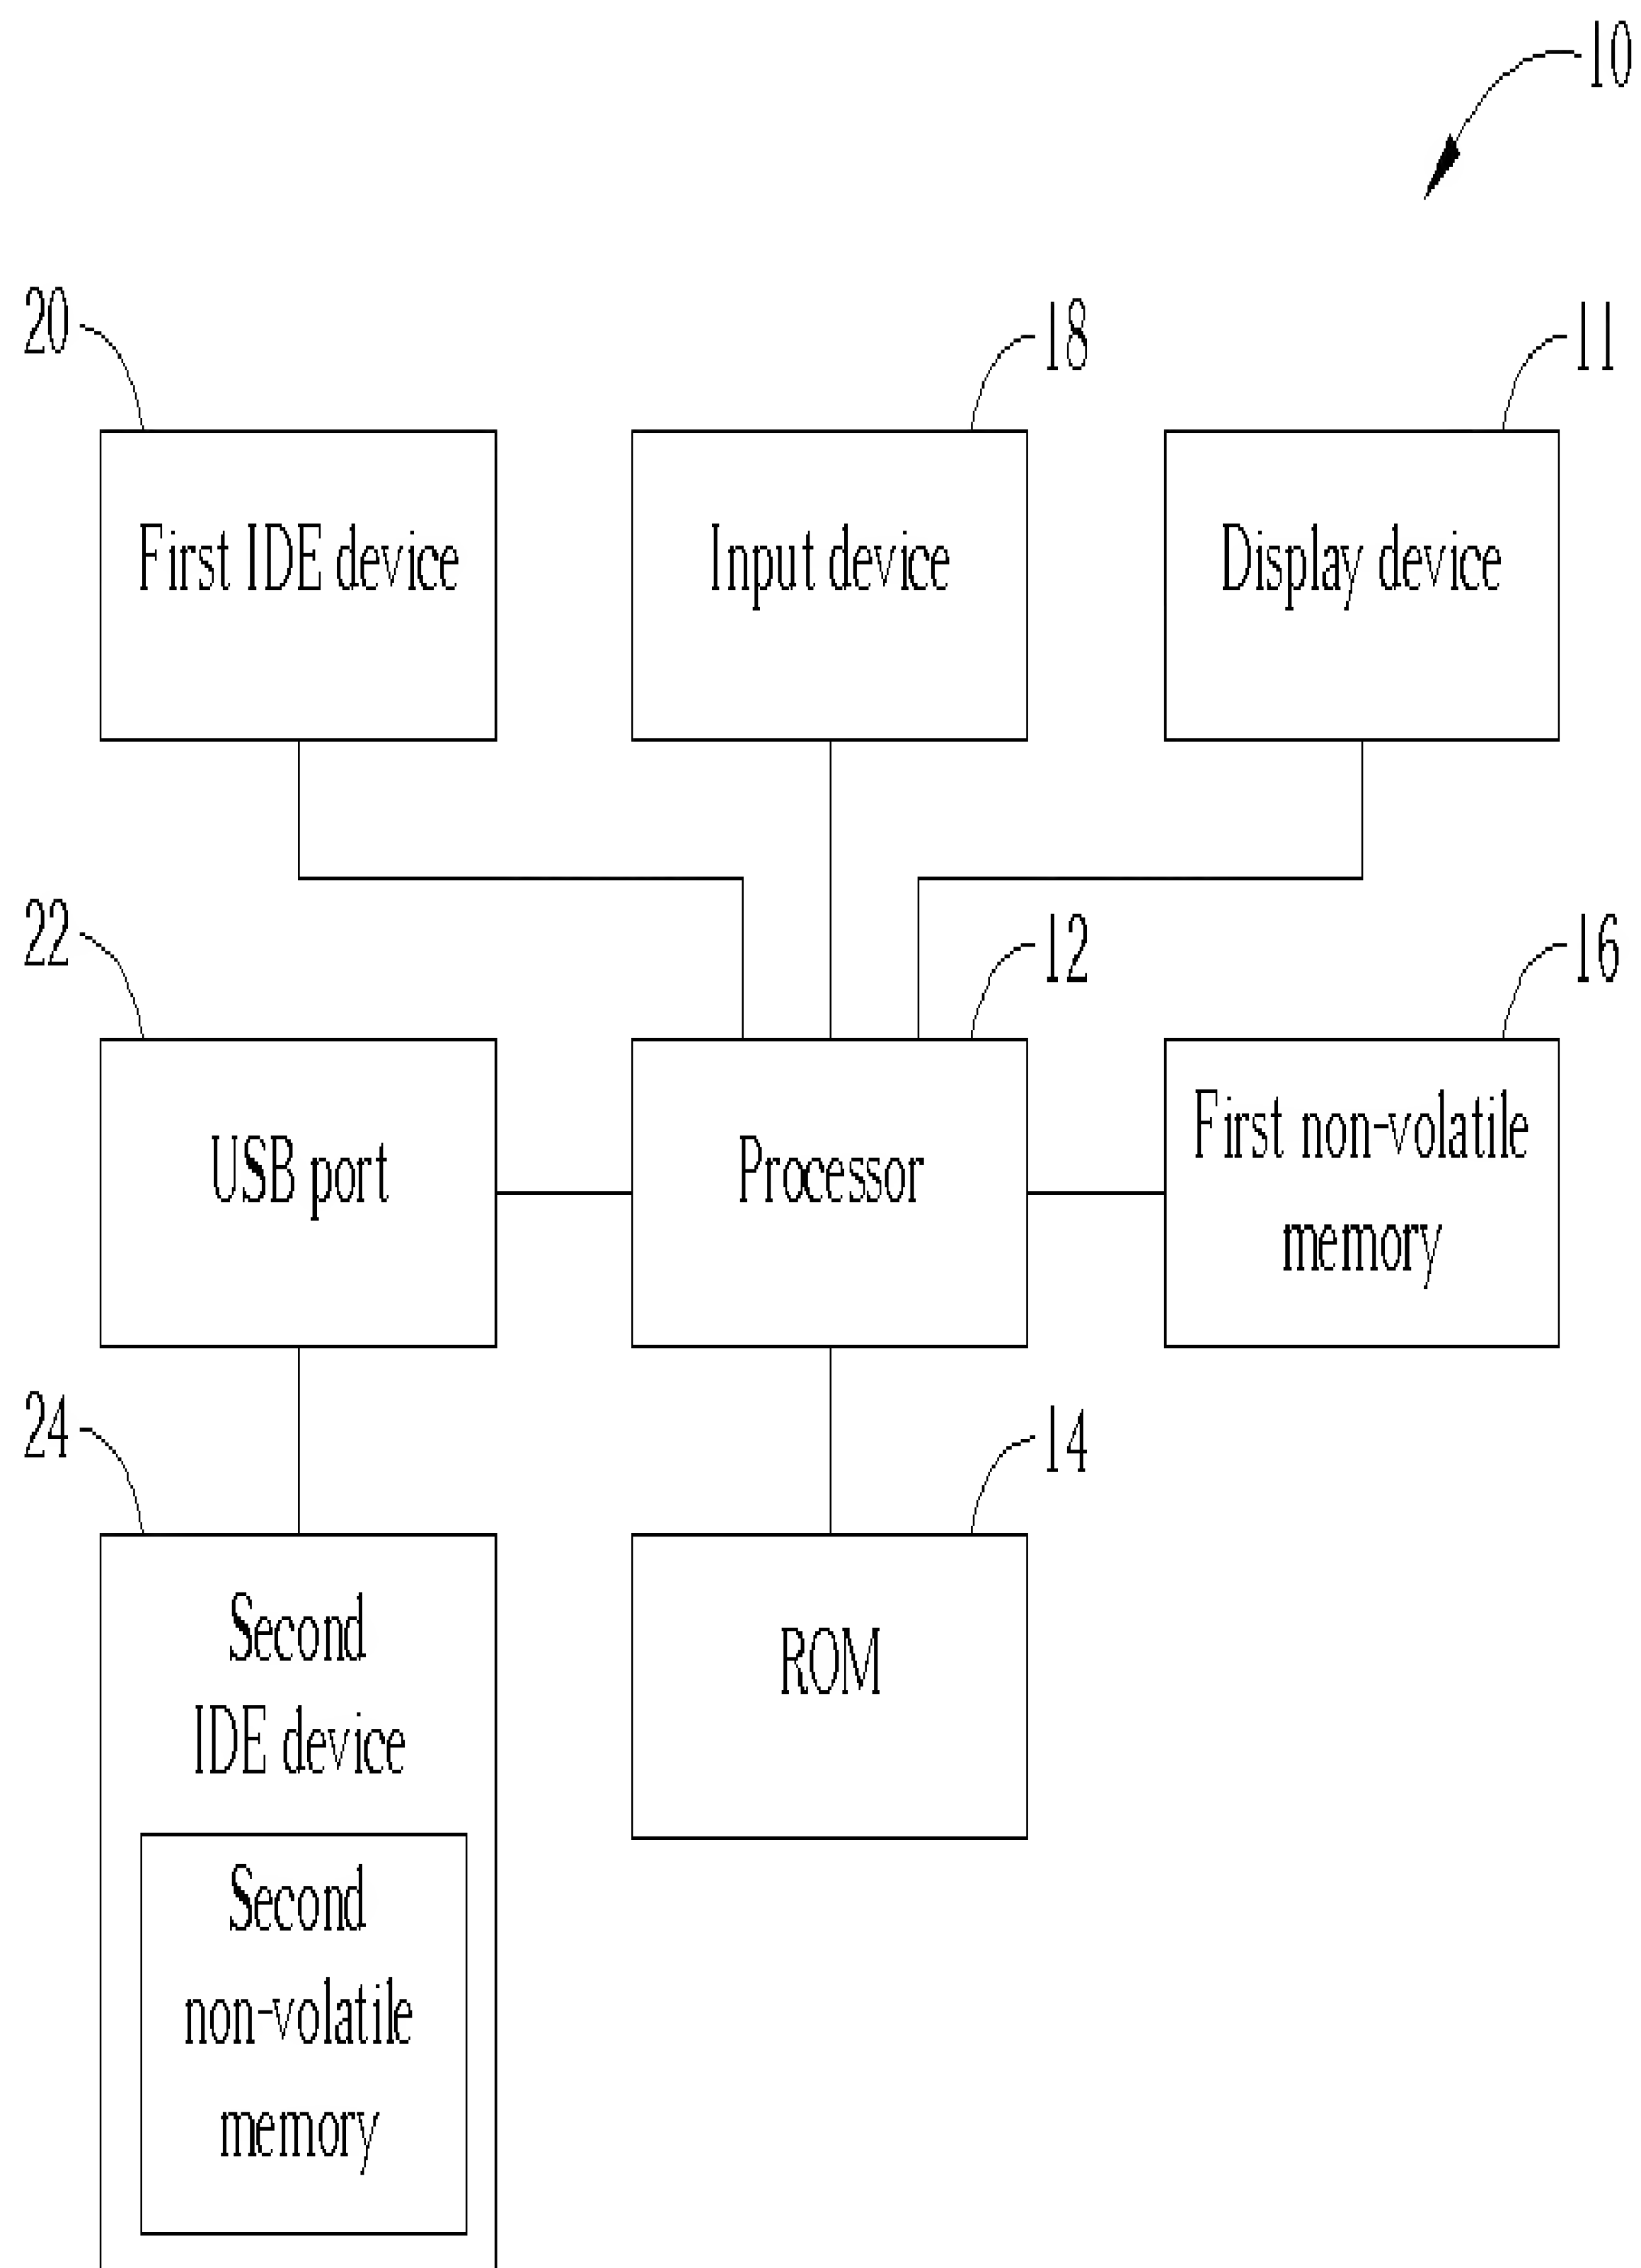 10
20
18
11
First IDE device
Input device
Display device
22
12
16
USB port
Processor
First non-volatile
memory
24
14
Second
IDE device
ROM
Second
non-volatile
memory